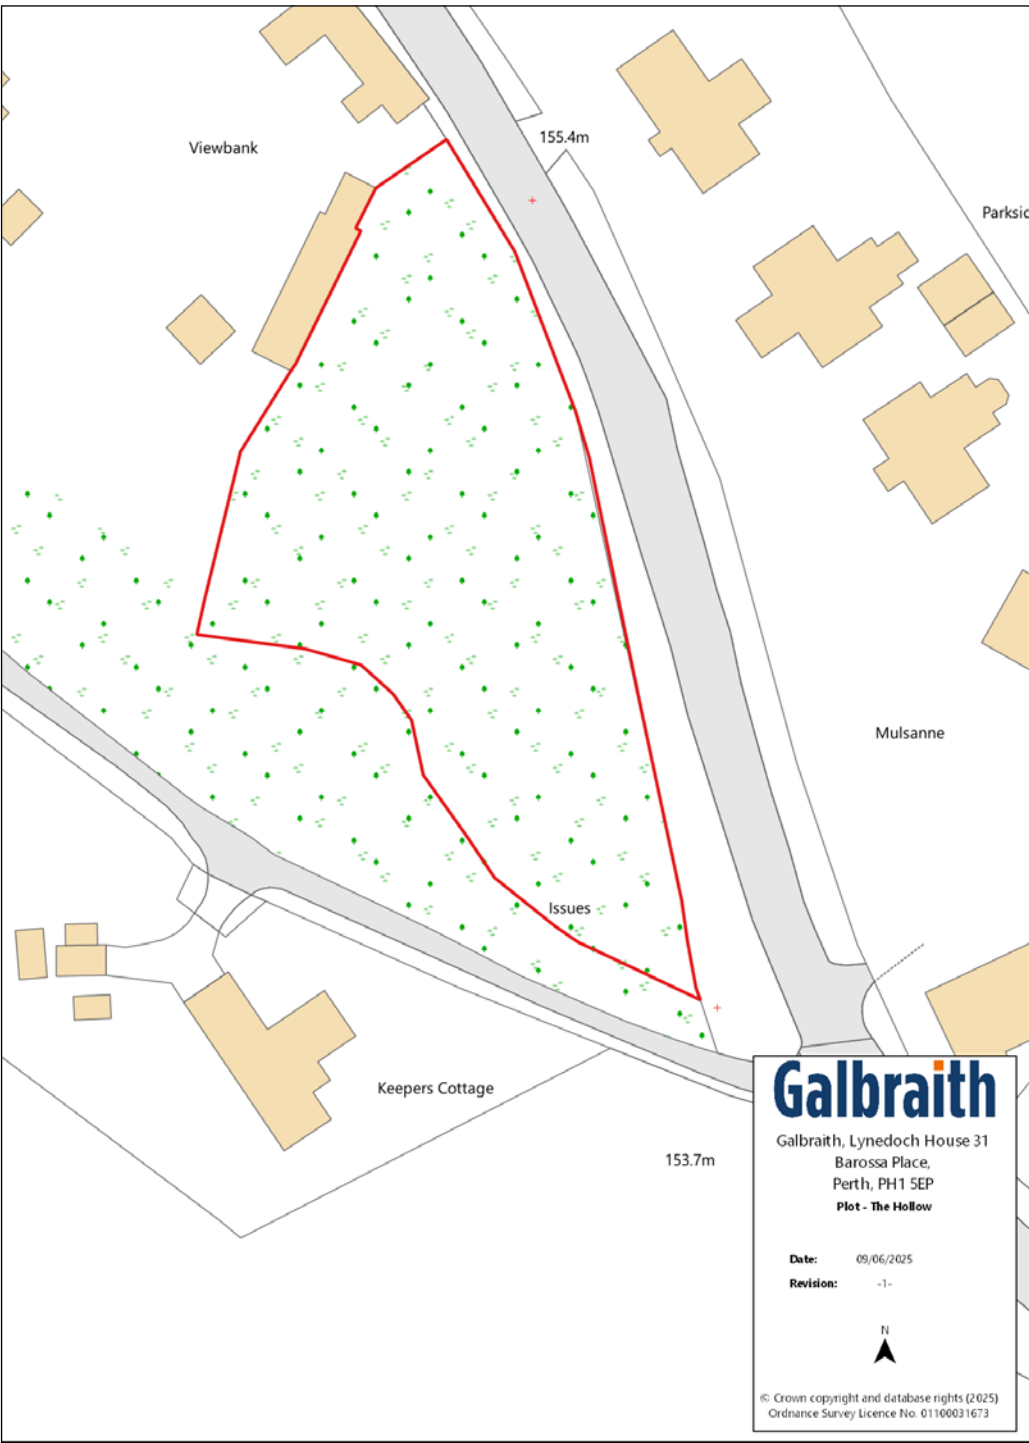 155.4m
Viewbank
Parksid
Mulsanne
Issues
Keepers Cottage
153.7m
Galbraith
Galbraith, Lynedoch House 31
Barossa Place,
Perth, PH1 5EP
Plot - The Hollow
Date: 09/06/2025
Revision: -1-
N
© Crown copyright and database rights (2025)
Ordnance Survey Licence No. 01100031673